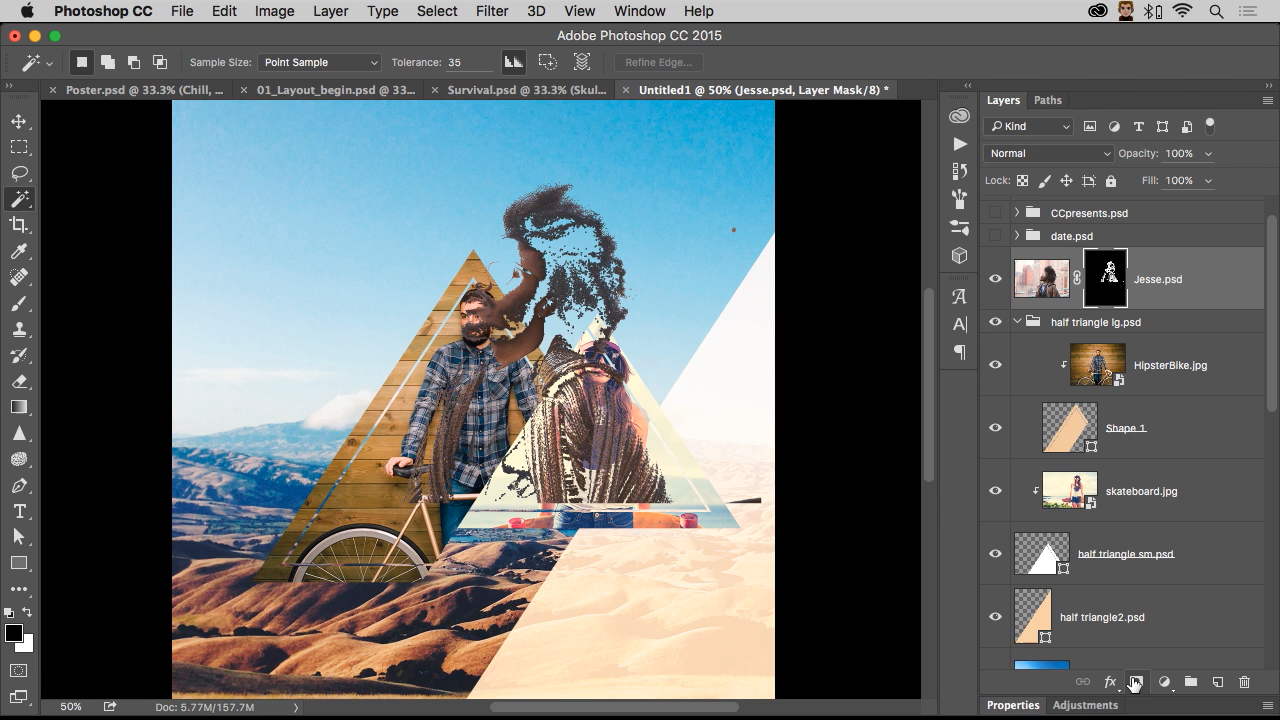 Photoshop CC File Edit Image Layer Type Select Filter 3D View Window Help
Adobe Photoshop CC 2015
Sample Size: Point Sample Tolerance: 35 Refine Edge...
Poster.psd @ 33.3% (Chill, ... 01_Layout_begin.psd @ 33... Survival.psd @ 33.3% (Skul... Untitled1 @ 50% (Jesse.psd, Layer Mask/8) *
Layers Paths
Kind
Normal Opacity: 100%
Lock: Fill: 100%
CCpresents.psd
date.psd
Jesse.psd
half triangle lg.psd
HipsterBike.jpg
Shape 1
skateboard.jpg
half triangle sm.psd
half triangle2.psd
fx
50% Doc: 5.77M/157.7M
Properties Adjustments